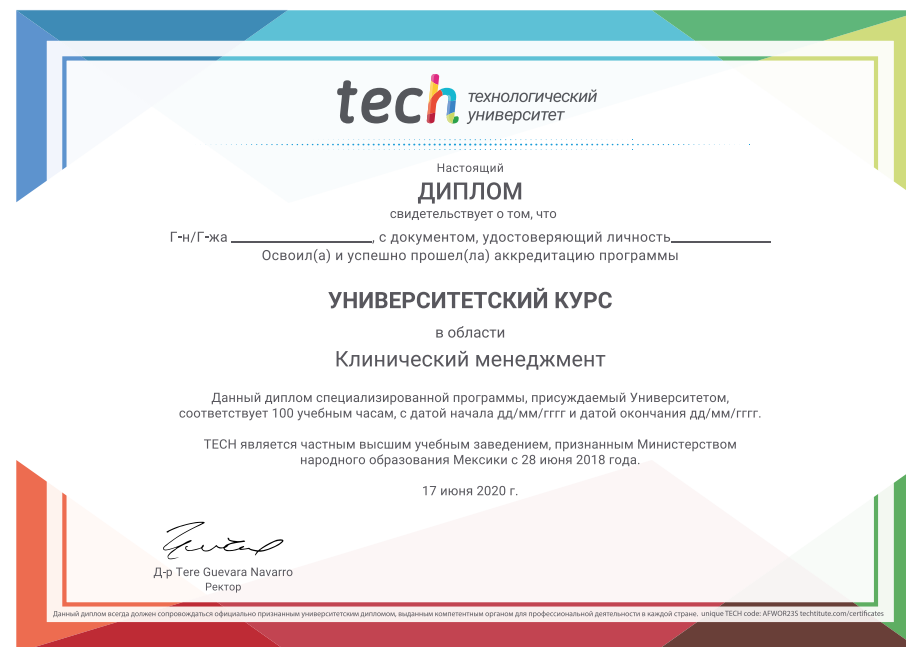 tech технологический
университет
Настоящий
ДИПЛОМ
свидетельствует о том, что
Г-н/Г-жа , с документом, удостоверяющий личность
Освоил(а) и успешно прошел(ла) аккредитацию программы
УНИВЕРСИТЕТСКИЙ КУРС
в области
Клинический менеджмент
Данный диплом специализированной программы, присуждаемый Университетом,
соответствует 100 учебным часам, с датой начала дд/мм/гггг и датой окончания дд/мм/гггг.
TECH является частным высшим учебным заведением, признанным Министерством
народного образования Мексики с 28 июня 2018 года.
17 июня 2020 г.
Д-р Tere Guevara Navarro
Ректор
Данный диплом всегда должен сопровождаться официально признанным университетским дипломом, выданным компетентным органом для профессиональной деятельности в каждой стране. unique TECH code: AFWOR23S techtitute.com/certificates